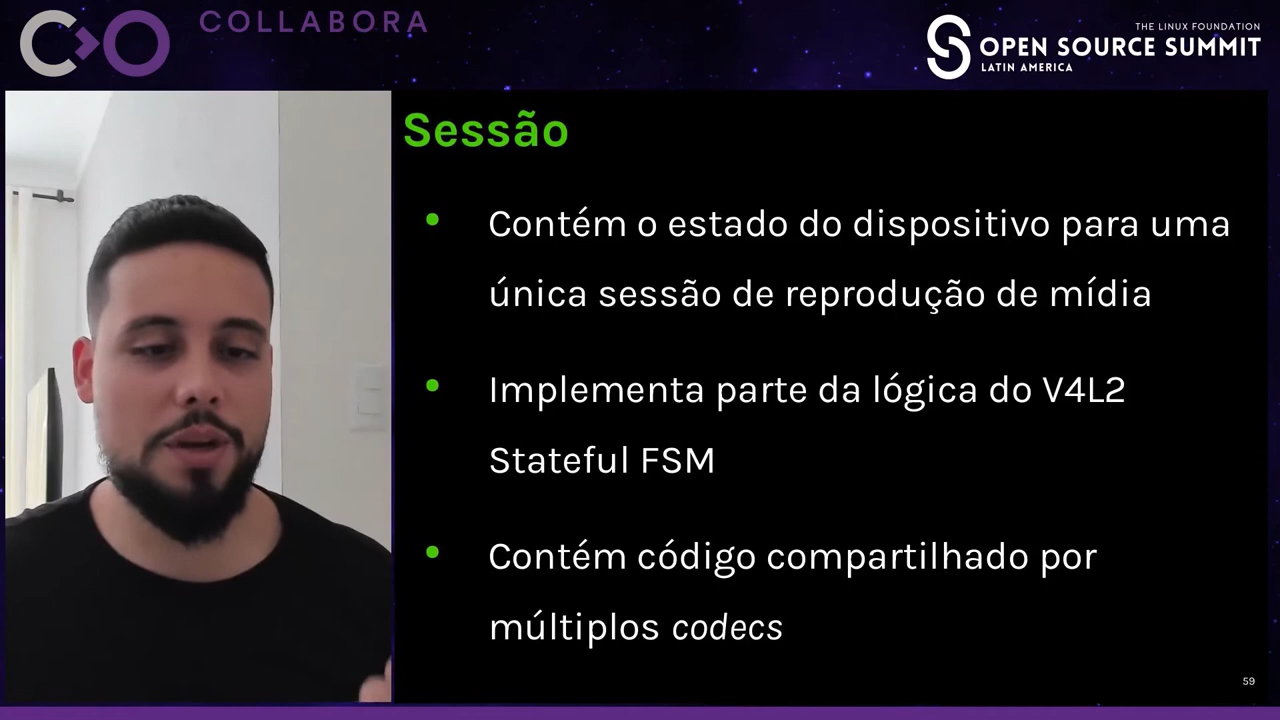 COLLABORA
THE LINUX FOUNDATION
OPEN SOURCE SUMMIT
LATIN AMERICA
Sessão
• Contém o estado do dispositivo para uma
única sessão de reprodução de mídia
• Implementa parte da lógica do V4L2
Stateful FSM
• Contém código compartilhado por
múltiplos codecs
59